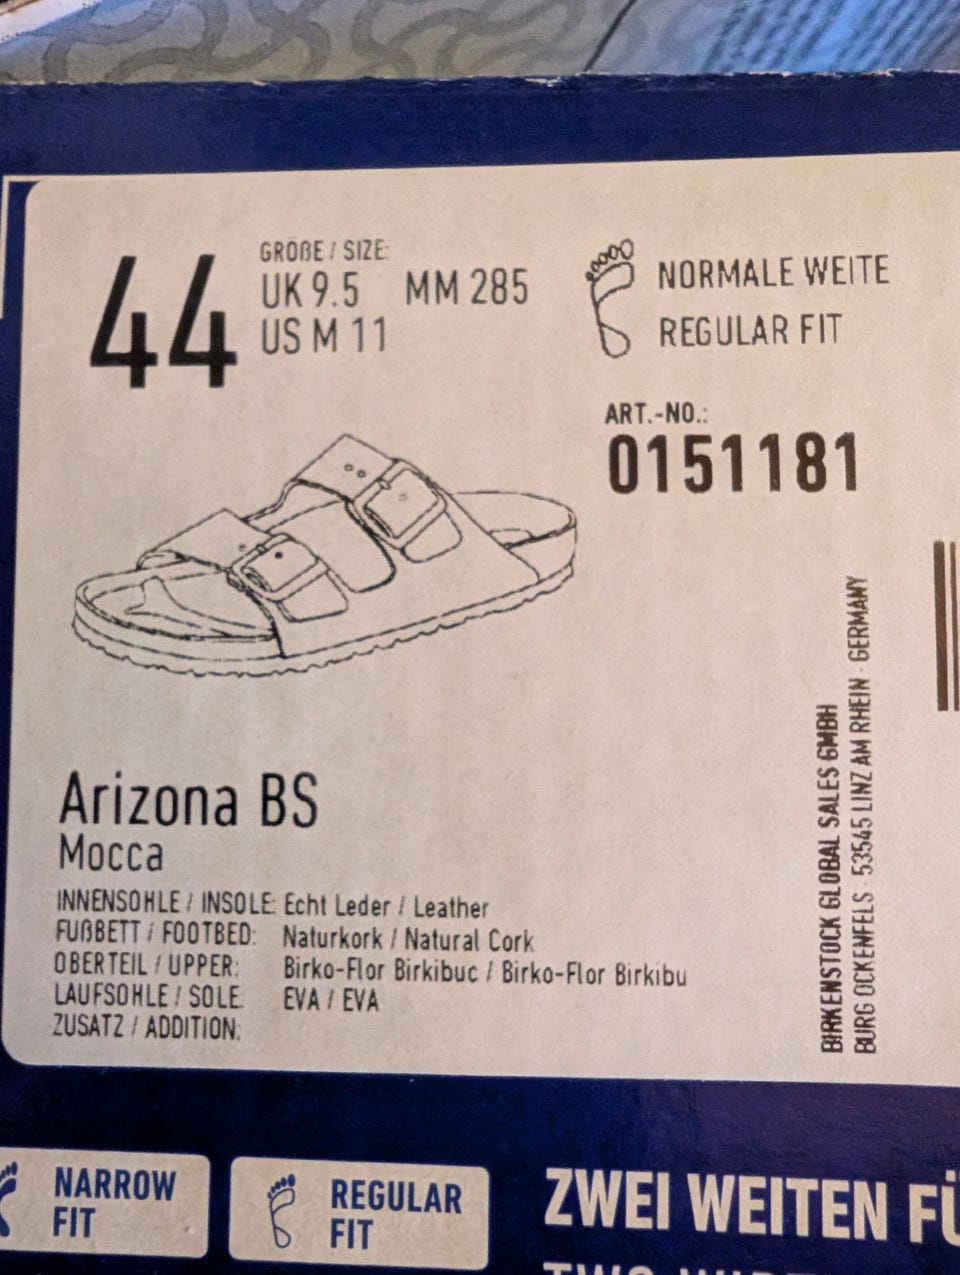 44
GRÖßE / SIZE:
UK 9.5 MM 285
US M 11
NORMALE WEITE
REGULAR FIT
ART.-NO.:
0151181
Arizona BS
Mocca
INNENSOHLE / INSOLE: Echt Leder / Leather
FUßBETT / FOOTBED: Naturkork / Natural Cork
OBERTEIL / UPPER: Birko-Flor Birkibuc / Birko-Flor Birkibu
LAUFSOHLE / SOLE: EVA / EVA
ZUSATZ / ADDITION:
BIRKENSTOCK GLOBAL SALES GMBH
BURG OCKENFELS · 53545 LINZ AM RHEIN · GERMANY
NARROW
FIT
REGULAR
FIT
ZWEI WEITEN FÜ
TWO